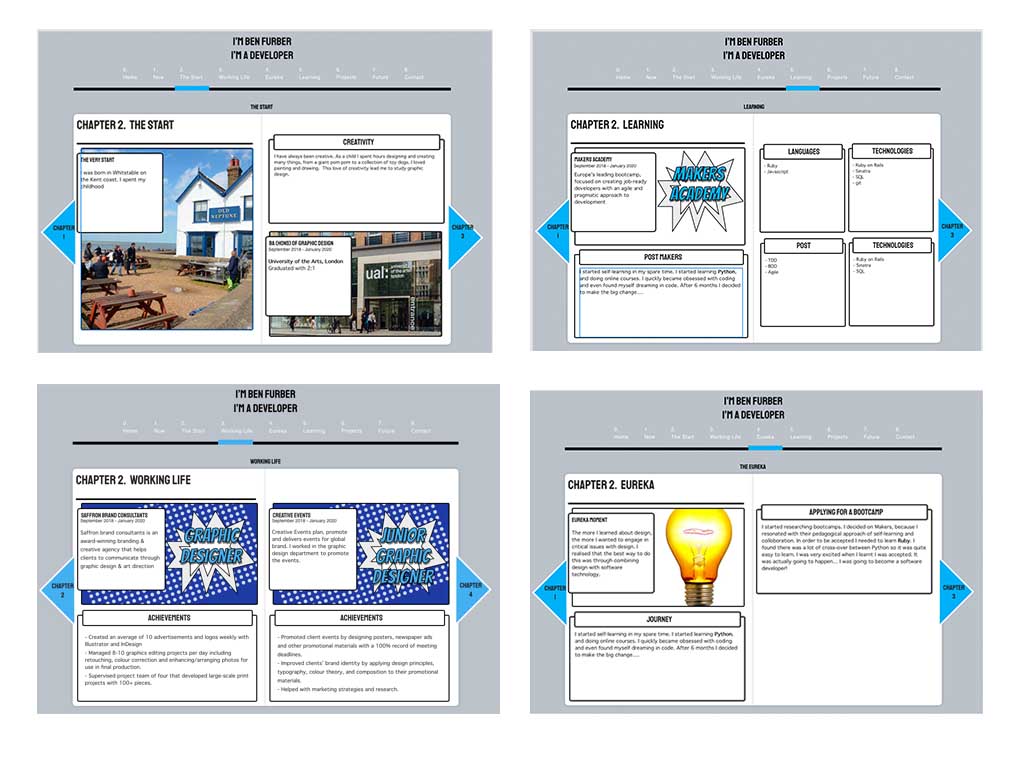 I'M BEN FURBER
I'M A DEVELOPER
0. 1. 2. 3. 4. 5. 6. 7. 8.
Home Now The Start Working Life Eureka Learning Projects Future Contact
THE START
CHAPTER 2. THE START
THE VERY START
I was born in Whitstable on
the Kent coast. I spent my
childhood
OLD
NEPTUNE
CREATIVITY
I have always been creative. As a child I spent hours designing and creating
many things, from a giant pom pom to a collection of toy dogs. I loved
painting and drawing. This love of creativity lead me to study graphic
design.
BA (HONS) OF GRAPHIC DESIGN
September 2018 - January 2020
University of the Arts, London
Graduated with 2:1
ual:
university
of the arts
london
entrance
CHAPTER
1
CHAPTER
3
I'M BEN FURBER
I'M A DEVELOPER
0. 1. 2. 3. 4. 5. 6. 7. 8.
Home Now The Start Working Life Eureka Learning Projects Future Contact
LEARNING
CHAPTER 2. LEARNING
MAKERS ACADEMY
September 2018 - January 2020
Europe's leading bootcamp,
focused on creating job-ready
developers with an agile and
pragmatic approach to
development
MAKERS
ACADEMY
POST MAKERS
I started self-learning in my spare time. I started learning Python,
and doing online courses. I quickly became obsessed with coding
and even found myself dreaming in code. After 6 months I decided
to make the big change....
LANGUAGES
- Ruby
- Javascript
TECHNOLOGIES
- Ruby on Rails
- Sinatra
- SQL
- git
POST
- TDD
- BDD
- Agile
TECHNOLOGIES
- Ruby on Rails
- Sinatra
- SQL
CHAPTER
1
CHAPTER
3
I'M BEN FURBER
I'M A DEVELOPER
0. 1. 2. 3. 4. 5. 6. 7. 8.
Home Now The Start Working Life Eureka Learning Projects Future Contact
WORKING LIFE
CHAPTER 2. WORKING LIFE
SAFFRON BRAND CONSULTANTS
September 2018 - January 2020
Saffron brand consultants is an
award-winning branding &
creative agency that helps
clients to communicate through
graphic design & art direction
GRAPHIC
DESIGNER
ACHIEVEMENTS
- Created an average of 10 advertisements and logos weekly with
Illustrator and InDesign
- Managed 8-10 graphics editing projects per day including
retouching, colour correction and enhancing/arranging photos for
use in final production.
- Supervised project team of four that developed large-scale print
projects with 100+ pieces.
CREATIVE EVENTS
September 2018 - January 2020
Creative Events plan, promote
and delivers events for global
brand. I worked in the graphic
design department to promote
the events.
JUNIOR
GRAPHIC
DESIGNER
ACHIEVEMENTS
- Promoted client events by designing posters, newspaper ads
and other promotional materials with a 100% record of meeting
deadlines.
- Improved clients' brand identity by applying design principles,
typography, colour theory, and composition to their promotional
materials.
- Helped with marketing strategies and research.
CHAPTER
2
CHAPTER
4
I'M BEN FURBER
I'M A DEVELOPER
0. 1. 2. 3. 4. 5. 6. 7. 8.
Home Now The Start Working Life Eureka Learning Projects Future Contact
THE EUREKA
CHAPTER 2. EUREKA
EUREKA MOMENT
The more I learned about design,
the more I wanted to engage in
critical issues with design. I
realised that the best way to do
this was through combining
design with software
technology.
JOURNEY
I started self-learning in my spare time. I started learning Python,
and doing online courses. I quickly became obsessed with coding
and even found myself dreaming in code. After 6 months I decided
to make the big change....
APPLYING FOR A BOOTCAMP
I started researching bootcamps. I decided on Makers, because I
resonated with their pedagogical approach of self-learning and
collaboration. In order to be accepted I needed to learn Ruby. I
found there was a lot of cross-over between Python so it was quite
easy to learn. I was very excited when I learnt I was accepted. It
was actually going to happen... I was going to become a software
developer!
CHAPTER
1
CHAPTER
3